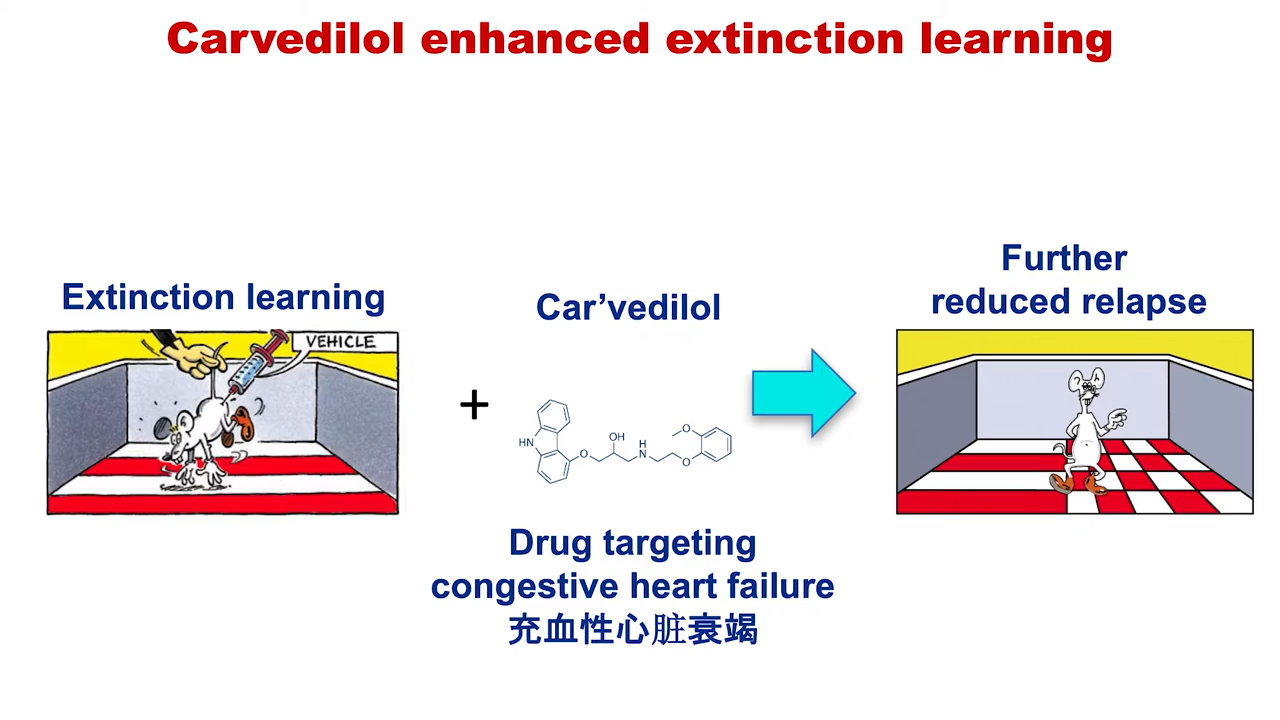 Carvedilol enhanced extinction learning
Extinction learning
VEHICLE
+
Car’vedilol
HN
O
OH
H
N
O
O
Drug targeting
congestive heart failure
充血性心脏衰竭
Further
reduced relapse